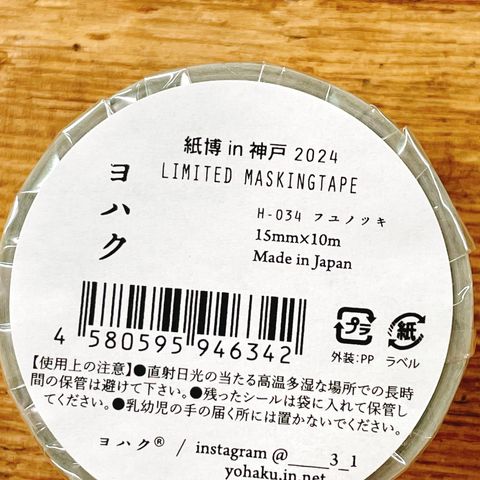 紙博 in 神戸 2024
LIMITED MASKINGTAPE
ヨハク
H-034 フユノツキ
15mm×10m
Made in Japan
4 580595 946342
プラ
紙
外装:PP ラベル
【使用上の注意】●直射日光の当たる高温多湿な場所での長時
間の保管は避けて下さい。●残ったシールは袋に入れて保管し
てください。●乳幼児の手の届く所には置かないでください。
ヨハク® / instagram @____3_1
yohaku.in.net